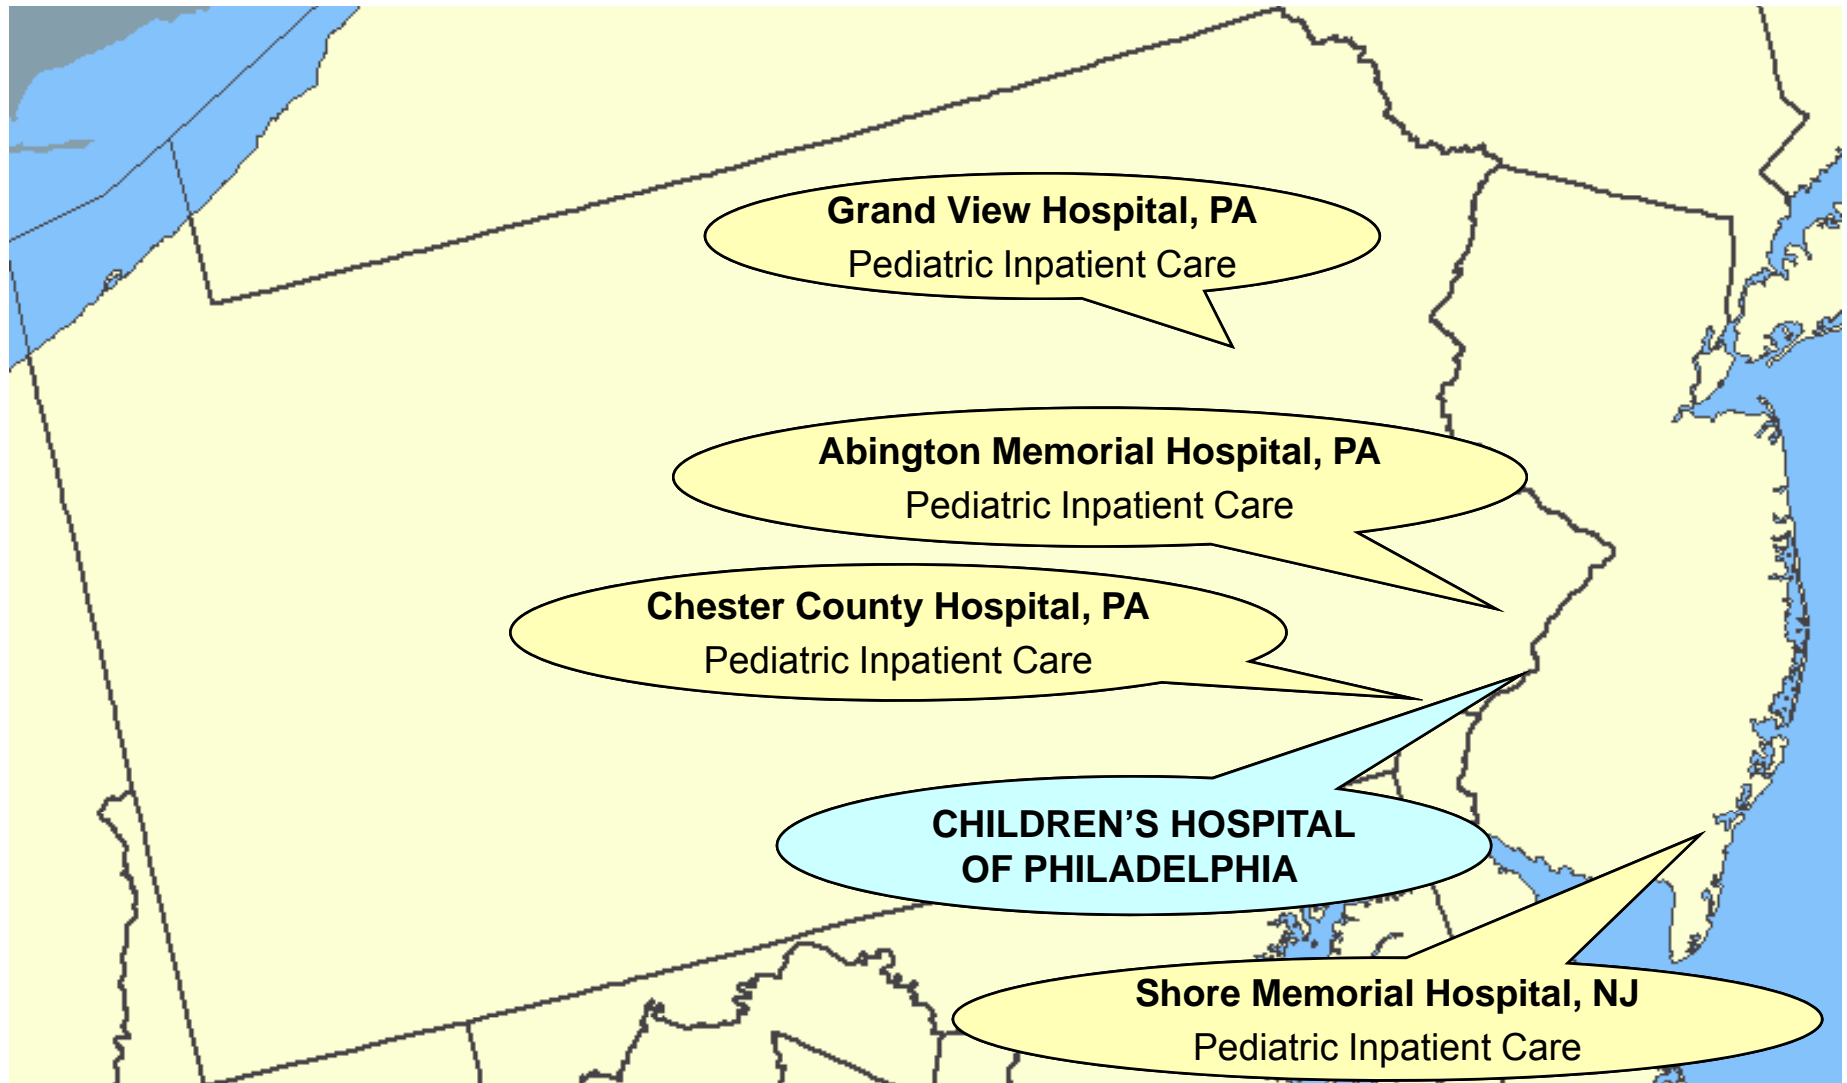 Grand View Hospital, PA
Pediatric Inpatient Care
Abington Memorial Hospital, PA
Pediatric Inpatient Care
Chester County Hospital, PA
Pediatric Inpatient Care
CHILDREN’S HOSPITAL
OF PHILADELPHIA
Shore Memorial Hospital, NJ
Pediatric Inpatient Care